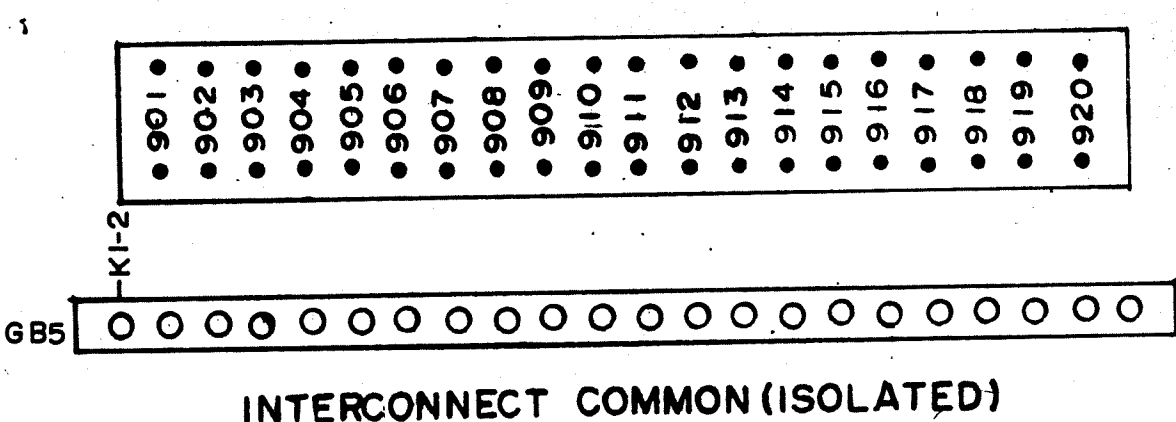 901 902 903 904 905 906 907 908 909 910 911 912 913 914 915 916 917 918 919 920
K1-2
GB5
INTERCONNECT COMMON (ISOLATED)